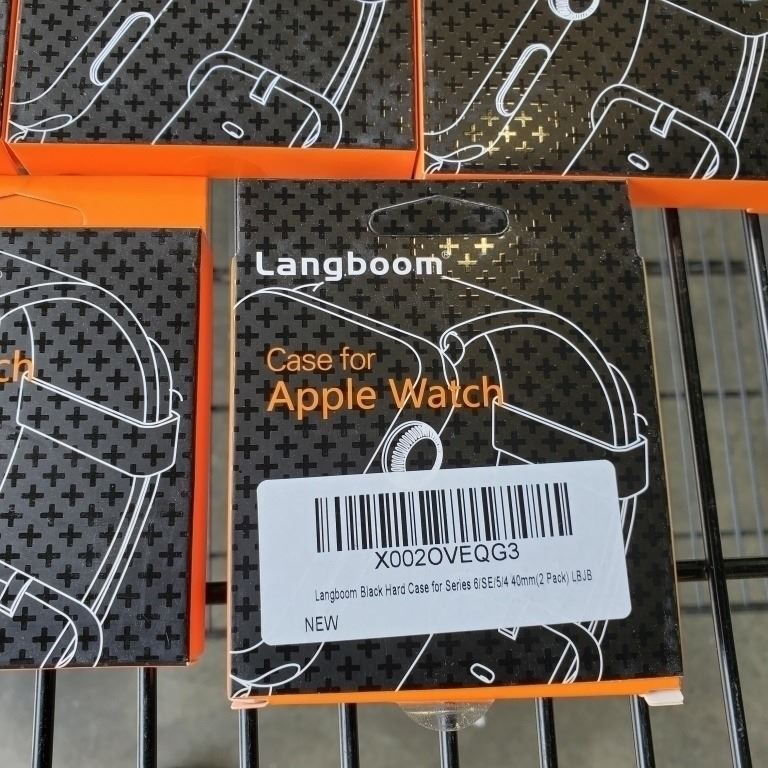 Langboom
Case for
Apple Watch
ch
X002OVEQG3
Langboom Black Hard Case for Series 6/SE/5/4 40mm(2 Pack) LBJB
NEW